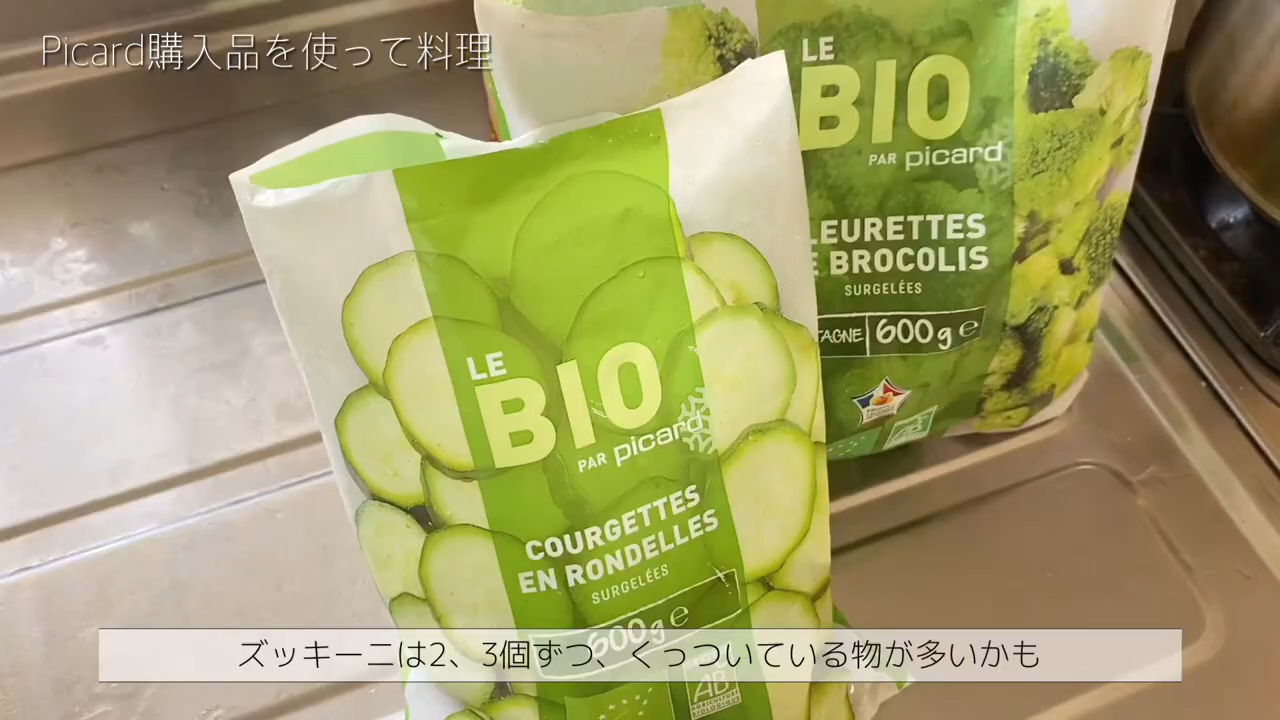 Picard購入品を使って料理
LE
BIO
PAR picard
LEURETTES
E BROCOLIS
SURGELÉES
TAGNE 600g e
AB
LE
BIO
PAR picard
COURGETTES
EN RONDELLES
SURGELÉES
600g e
AB
AGRICULTURE
BIOLOGIQUE
ズッキーニは2、3個ずつ、くっついている物が多いかも